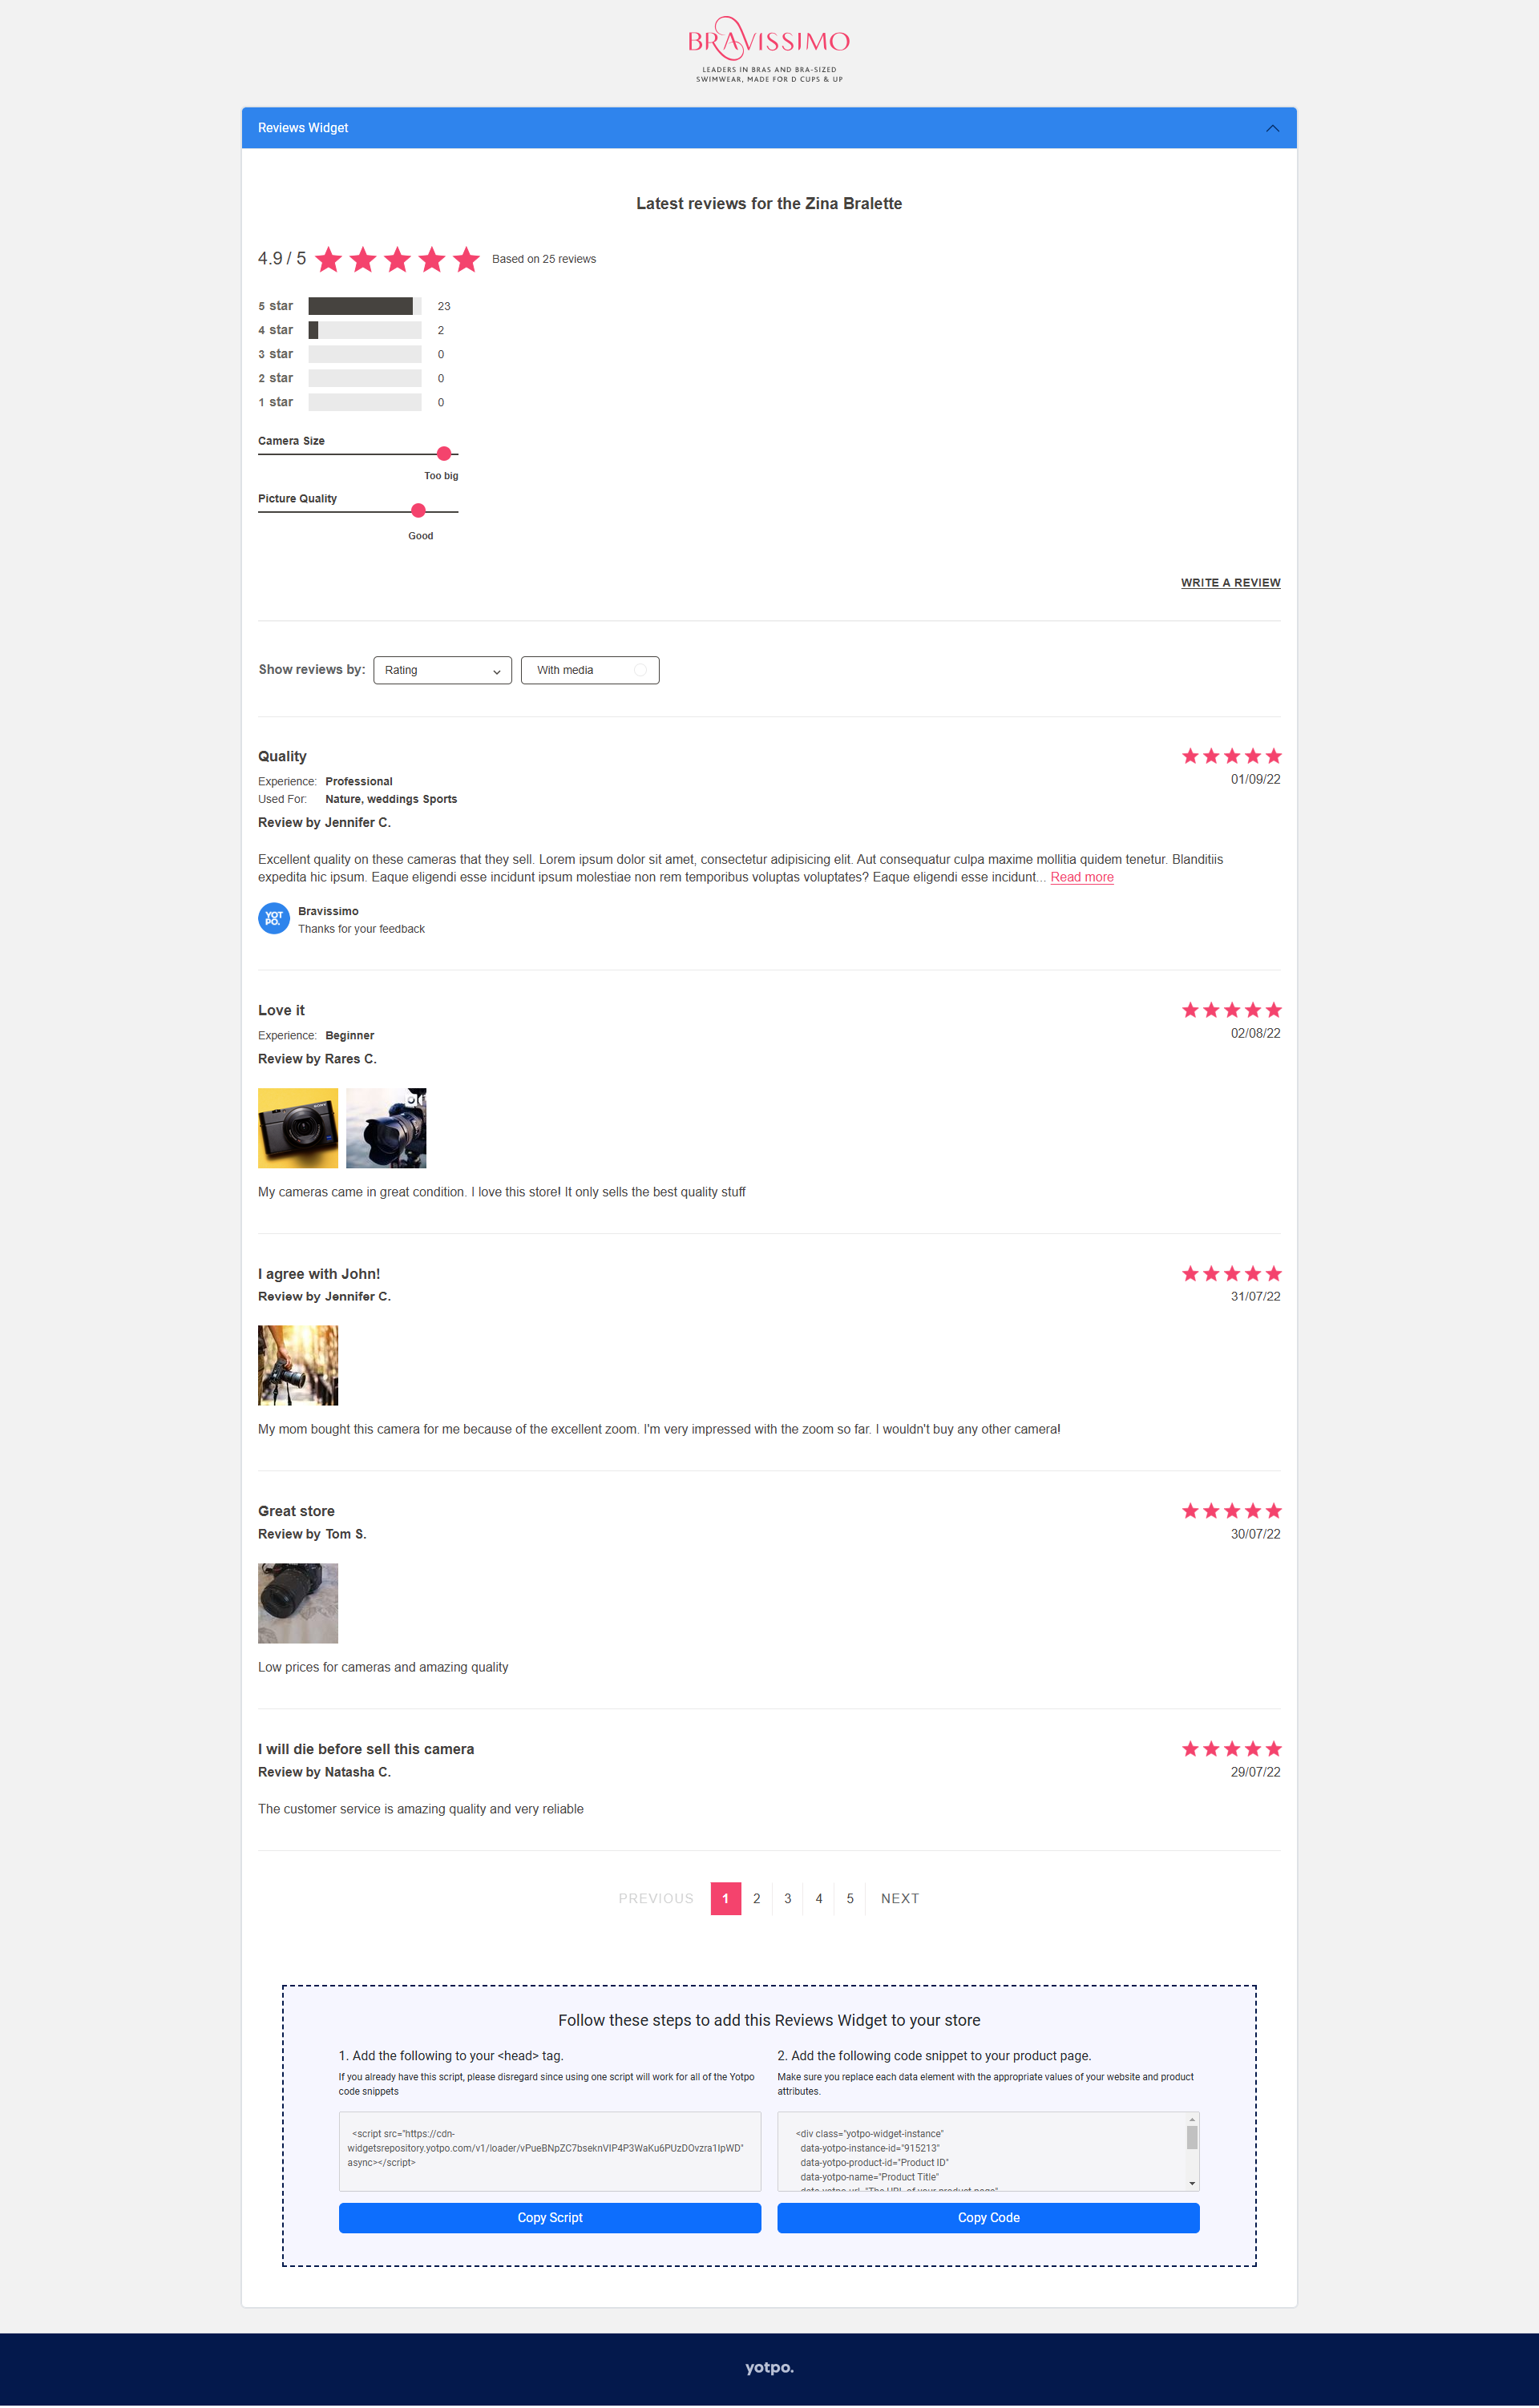 BRAVISSIMO
LEADERS IN BRAS AND BRA-SIZED
SWIMWEAR, MADE FOR D CUPS & UP
Reviews Widget
Latest reviews for the Zina Bralette
4.9 / 5 Based on 25 reviews
5 star 23
4 star 2
3 star 0
2 star 0
1 star 0
Camera Size
Too big
Picture Quality
Good
WRITE A REVIEW
Show reviews by: Rating With media
Quality
Experience: Professional 01/09/22
Used For: Nature, weddings Sports
Review by Jennifer C.
Excellent quality on these cameras that they sell. Lorem ipsum dolor sit amet, consectetur adipisicing elit. Aut consequatur culpa maxime mollitia quidem tenetur. Blanditiis
expedita hic ipsum. Eaque eligendi esse incidunt ipsum molestiae non rem temporibus voluptas voluptates? Eaque eligendi esse incidunt... Read more
YOT
PO.
Bravissimo
Thanks for your feedback
Love it
Experience: Beginner 02/08/22
Review by Rares C.
SONY
My cameras came in great condition. I love this store! It only sells the best quality stuff
I agree with John!
Review by Jennifer C. 31/07/22
My mom bought this camera for me because of the excellent zoom. I'm very impressed with the zoom so far. I wouldn't buy any other camera!
Great store
Review by Tom S. 30/07/22
Low prices for cameras and amazing quality
I will die before sell this camera
Review by Natasha C. 29/07/22
The customer service is amazing quality and very reliable
PREVIOUS 1 2 3 4 5 NEXT
Follow these steps to add this Reviews Widget to your store
1. Add the following to your <head> tag.
If you already have this script, please disregard since using one script will work for all of the Yotpo
code snippets
<script src="https://cdn-
widgetsrepository.yotpo.com/v1/loader/vPueBNpZC7bseknVIP4P3WaKu6PUzDOvzra1IpWD"
async></script>
Copy Script
2. Add the following code snippet to your product page.
Make sure you replace each data element with the appropriate values of your website and product
attributes.
<div class="yotpo-widget-instance"
data-yotpo-instance-id="915213"
data-yotpo-product-id="Product ID"
data-yotpo-name="Product Title"
data-yotpo-url="The URL of your product page"
Copy Code
yotpo.